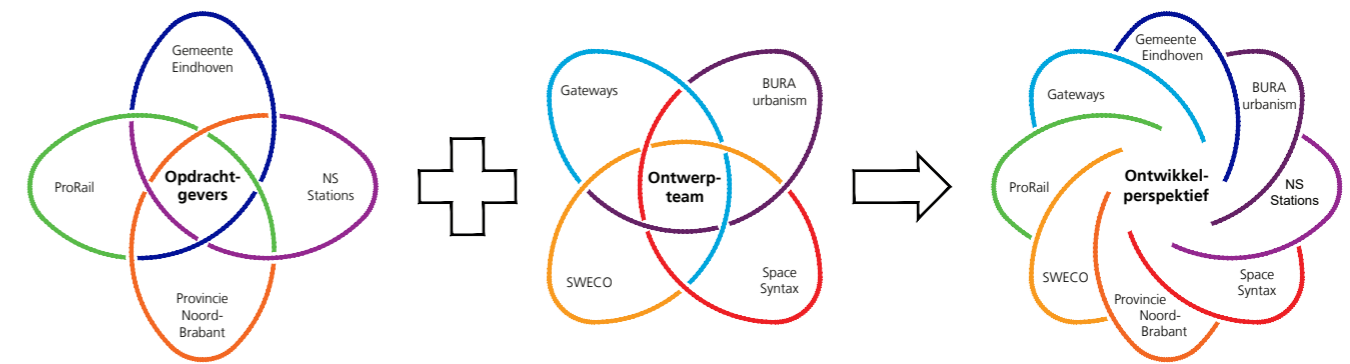 Gemeente
Eindhoven
ProRail
Opdracht-
gevers
NS
Stations
Provincie
Noord-
Brabant
Gateways
BURA
urbanism
Ontwerp-
team
SWECO
Space
Syntax
Gemeente
Eindhoven
Gateways
BURA
urbanism
ProRail
Ontwikkel-
perspektief
NS
Stations
SWECO
Space
Syntax
Provincie
Noord-
Brabant